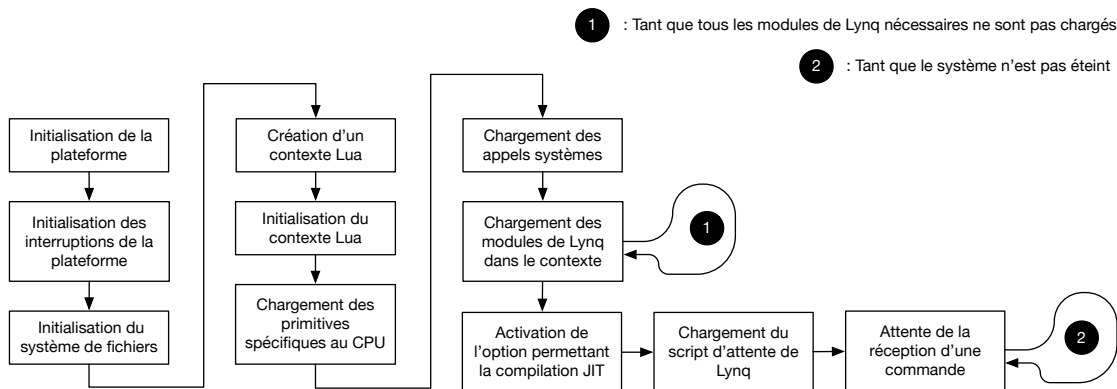 1 : Tant que tous les modules de Lynq nécessaires ne sont pas chargés
2 : Tant que le système n'est pas éteint
Initialisation de la
plateforme
Initialisation des
interruptions de la
plateforme
Initialisation du
système de fichiers
Création d'un
contexte Lua
Initialisation du
contexte Lua
Chargement des
primitives
spécifiques au CPU
Chargement des
appels systèmes
Chargement des
modules de Lynq
dans le contexte
1
Activation de
l'option permettant
la compilation JIT
Chargement du
script d'attente de
Lynq
Attente de la
réception d'une
commande
2